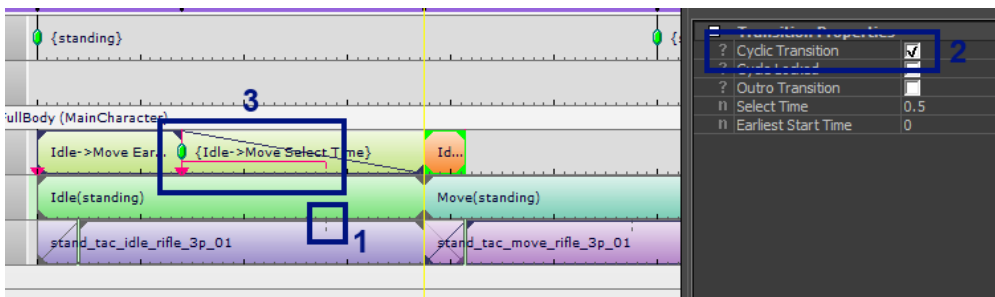 {standing}
{s
3
ullBody (MainCharacter)
Idle->Move Ear...
{Idle->Move Select Time}
Id...
Idle(standing)
Move(standing)
1
stand_tac_idle_rifle_3p_01
stand_tac_move_rifle_3p_01
Transition Properties
? Cyclic Transition
2
? Cycle Locked
? Outro Transition
n Select Time 0.5
n Earliest Start Time 0